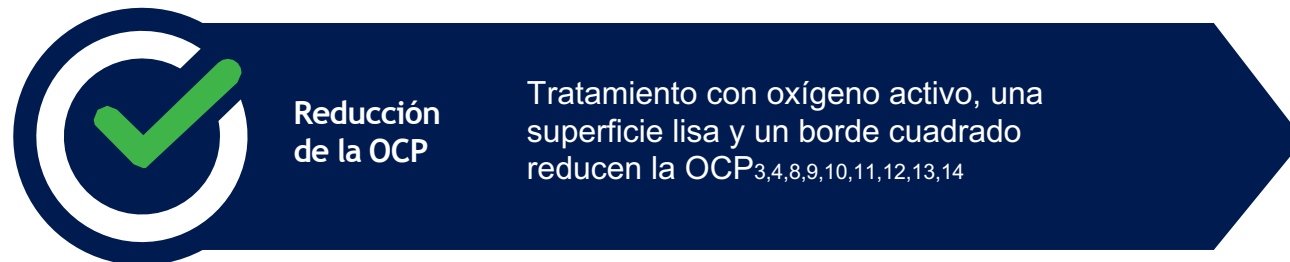 Reducción
de la OCP
Tratamiento con oxígeno activo, una
superficie lisa y un borde cuadrado
reducen la OCP3,4,8,9,10,11,12,13,14